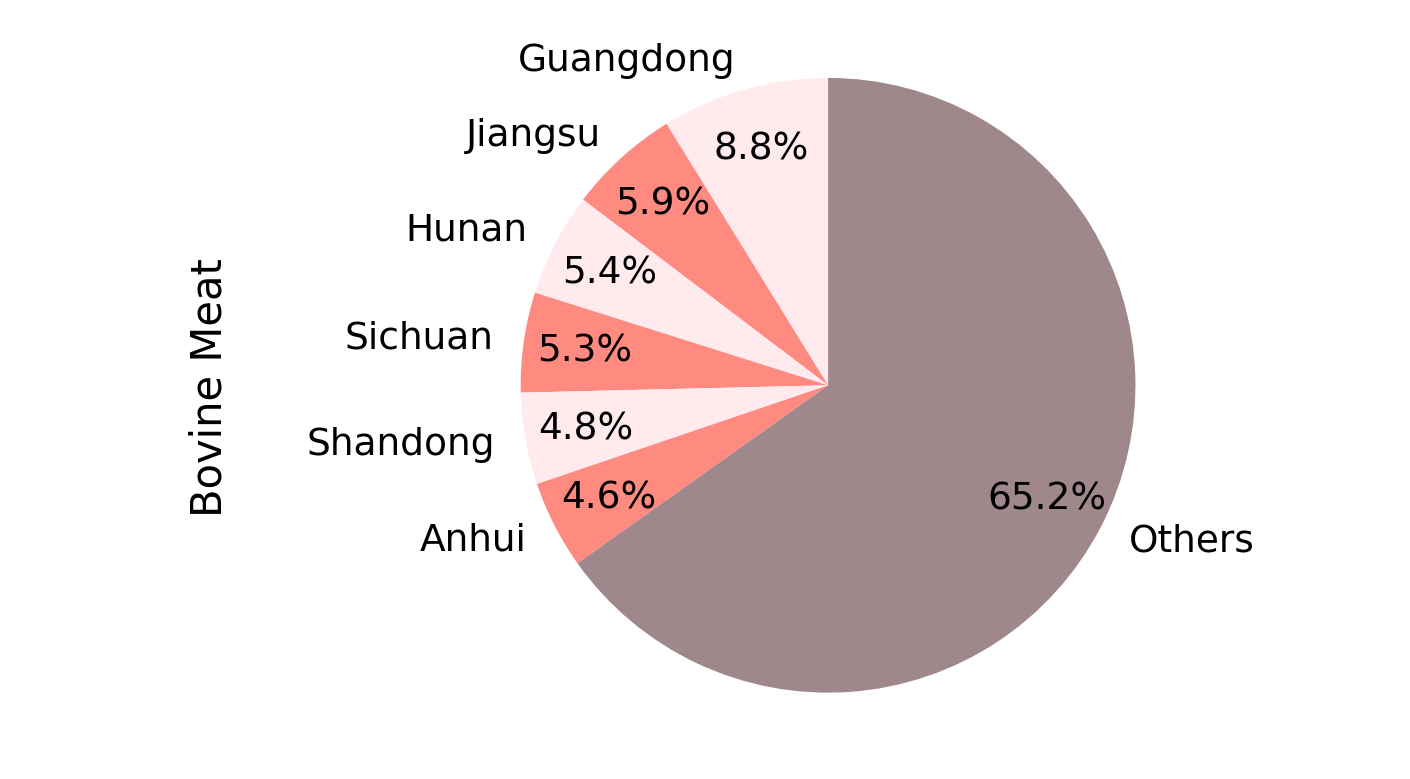 Guangdong
8.8%
Jiangsu
5.9%
Hunan
5.4%
Sichuan
5.3%
Shandong
4.8%
Anhui
4.6%
65.2%
Others
Bovine Meat